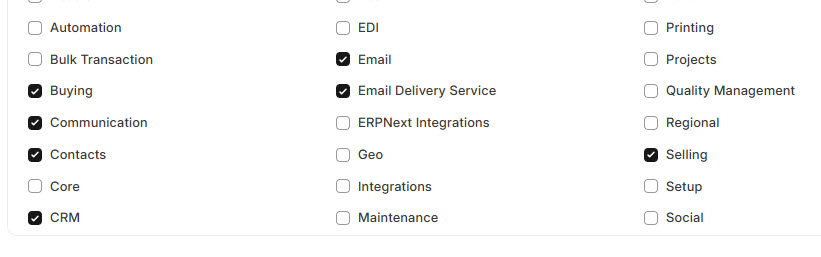 Automation
Bulk Transaction
Buying
Communication
Contacts
Core
CRM
EDI
Email
Email Delivery Service
ERPNext Integrations
Geo
Integrations
Maintenance
Printing
Projects
Quality Management
Regional
Selling
Setup
Social